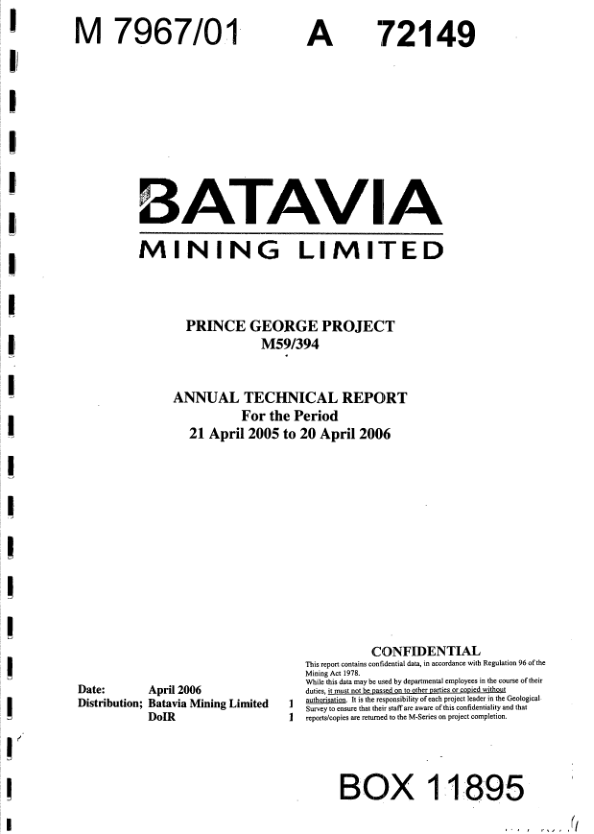 M 7967/01 A 72149
BATAVIA
MINING LIMITED
PRINCE GEORGE PROJECT
M59/394
ANNUAL TECHNICAL REPORT
For the Period
21 April 2005 to 20 April 2006
CONFIDENTIAL
This report contains confidential data, in accordance with Regulation 96 of the
Mining Act 1978.
While this data may be used by departmental employees in the course of their
duties, it must not be passed on to other parties or copied without
authorisation. It is the responsibility of each project leader in the Geological
Survey to ensure that their staff are aware of this confidentiality and that
reports/copies are returned to the M-Series on project completion.
Date: April 2006
Distribution; Batavia Mining Limited 1
DoIR 1
BOX 11895